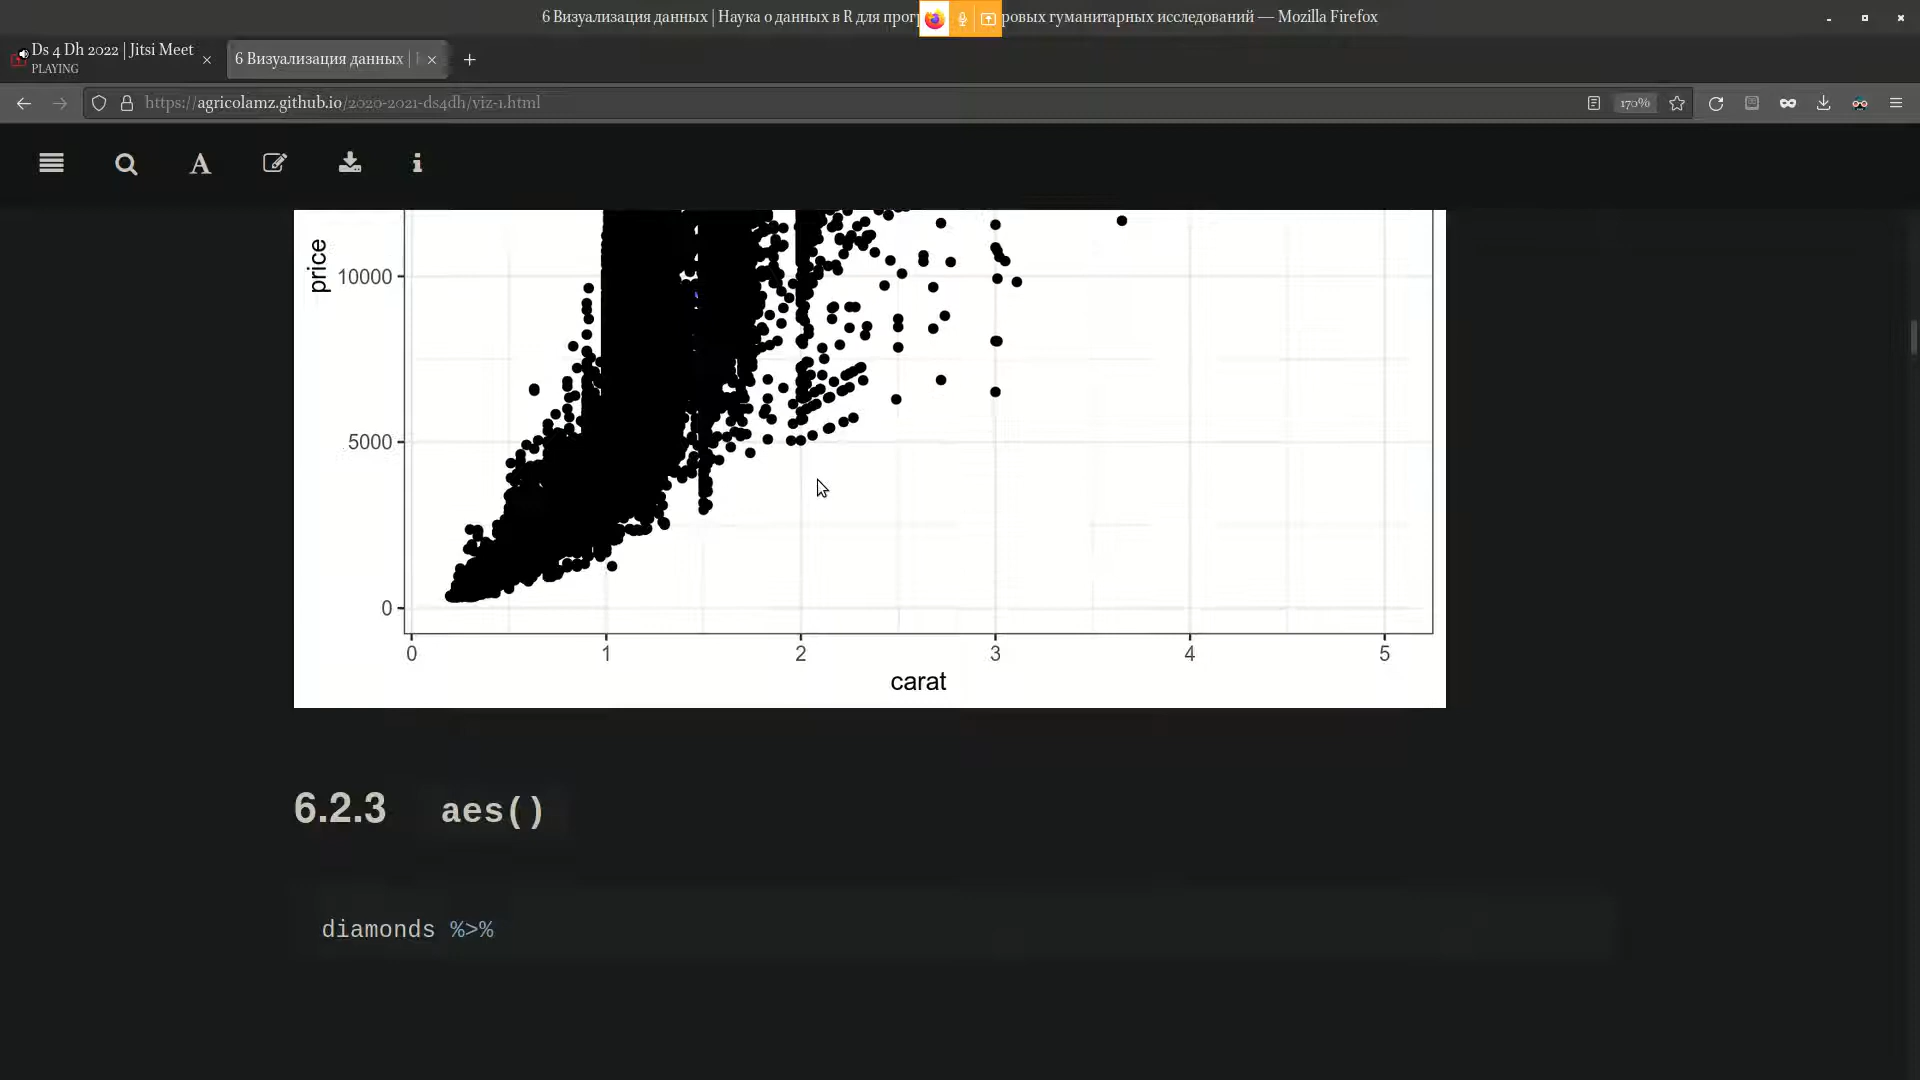 6 Визуализация данных | Наука о данных в R для прог
ровых гуманитарных исследований — Mozilla Firefox
Ds 4 Dh 2022 | Jitsi Meet
PLAYING
6 Визуализация данных |
https://agricolamz.github.io/2020-2021-ds4dh/viz-1.html
170%
price
10000
5000
0
0 1 2 3 4 5
carat
6.2.3 aes()
diamonds %>%